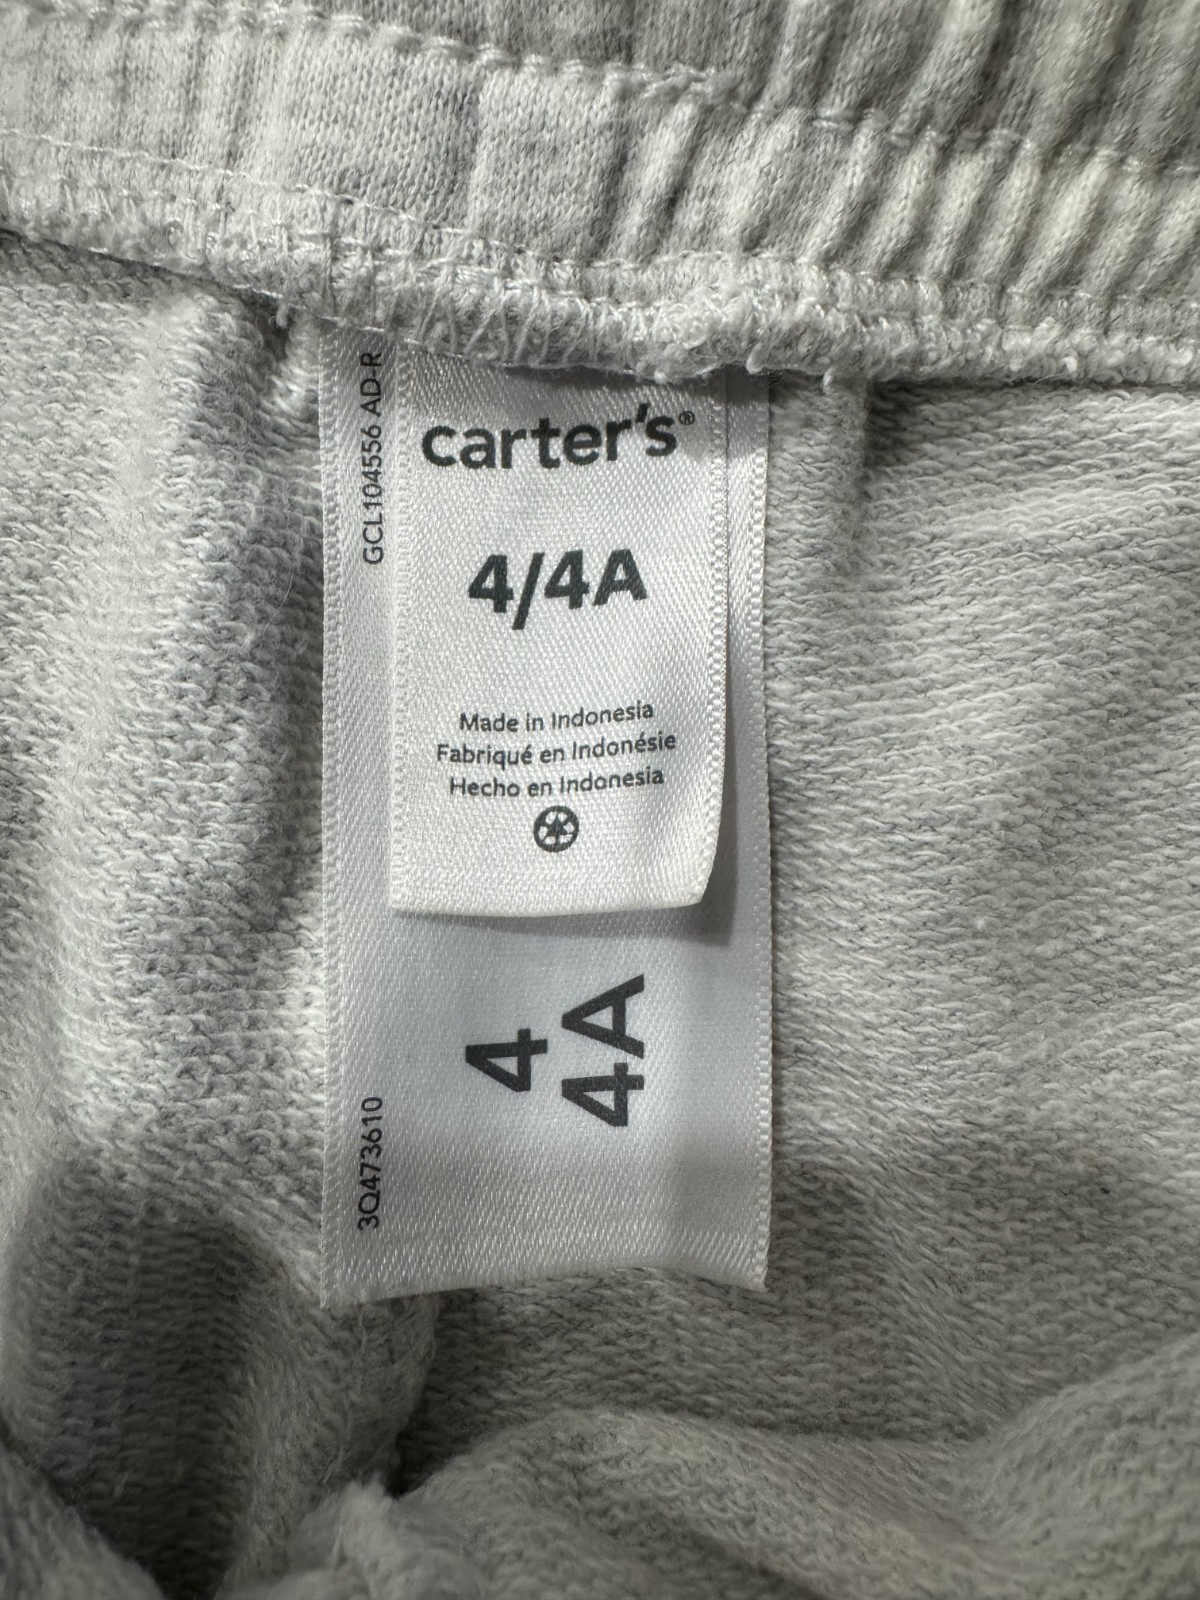 GCL104556 AD-R
carter's®
4/4A
Made in Indonesia
Fabriqué en Indonésie
Hecho en Indonesia
4
4A
3Q473610